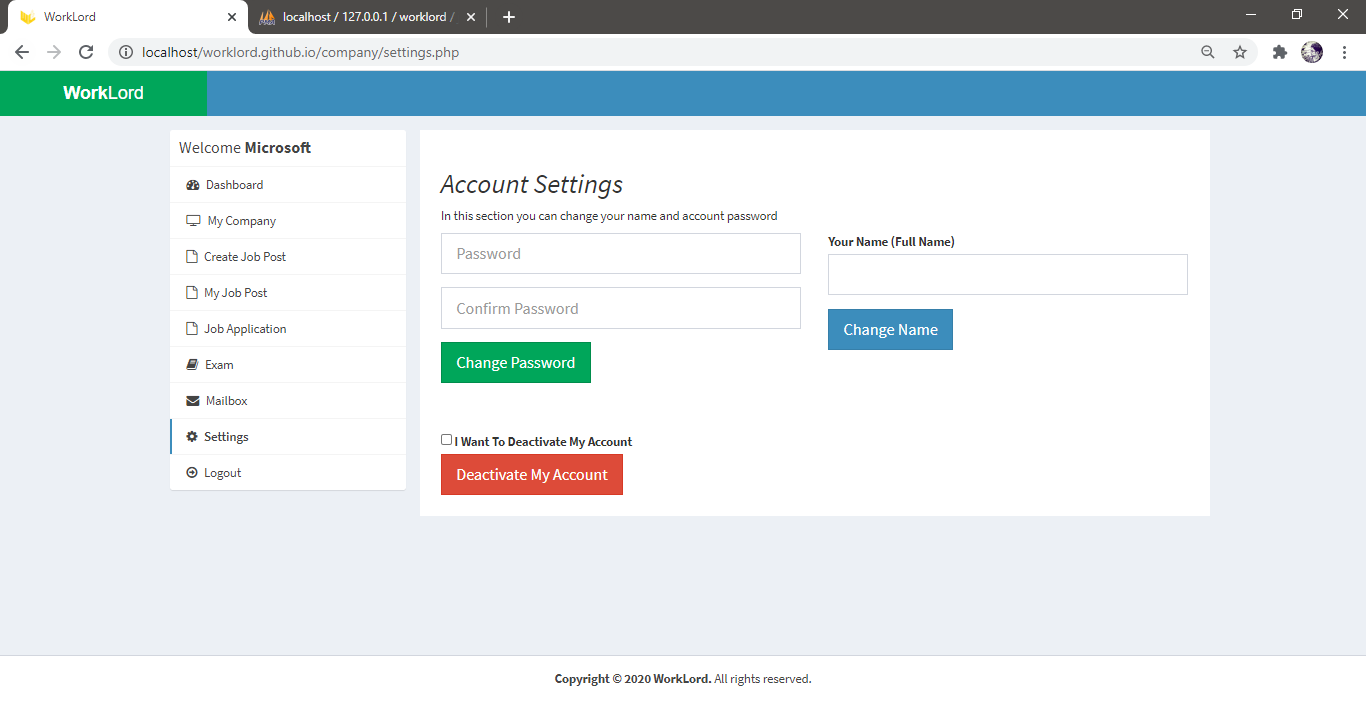 WorkLord
localhost / 127.0.0.1 / worklord /
localhost/worklord.github.io/company/settings.php
WorkLord
Welcome Microsoft
Dashboard
My Company
Create Job Post
My Job Post
Job Application
Exam
Mailbox
Settings
Logout
Account Settings
In this section you can change your name and account password
Password
Confirm Password
Change Password
Your Name (Full Name)
Change Name
I Want To Deactivate My Account
Deactivate My Account
Copyright © 2020 WorkLord. All rights reserved.